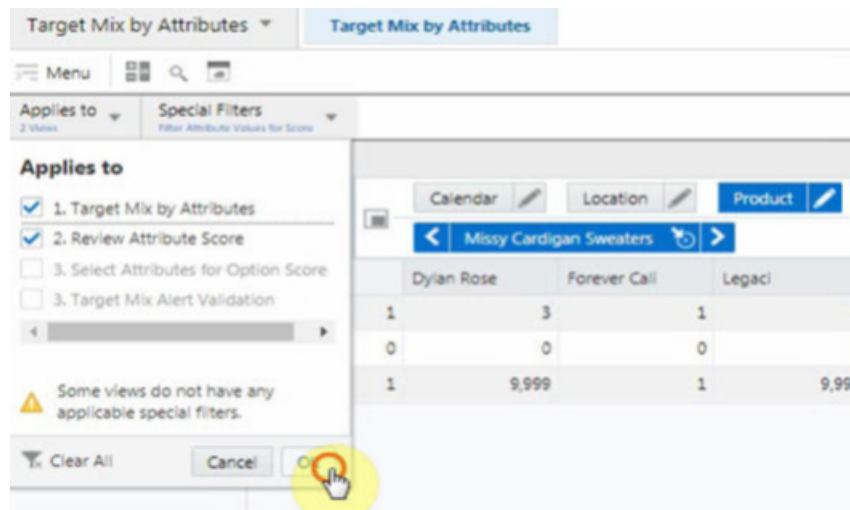 Target Mix by Attributes
Target Mix by Attributes
Menu
Applies to
2 Views
Special Filters
Filter Attribute Values for Score
Applies to
1. Target Mix by Attributes
2. Review Attribute Score
3. Select Attributes for Option Score
3. Target Mix Alert Validation
Some views do not have any
applicable special filters.
Clear All
Cancel
Calendar
Location
Product
Missy Cardigan Sweaters
Dylan Rose
Forever Cali
Legaci
1 3 1
0 0 0
1 9,999 1 9,99